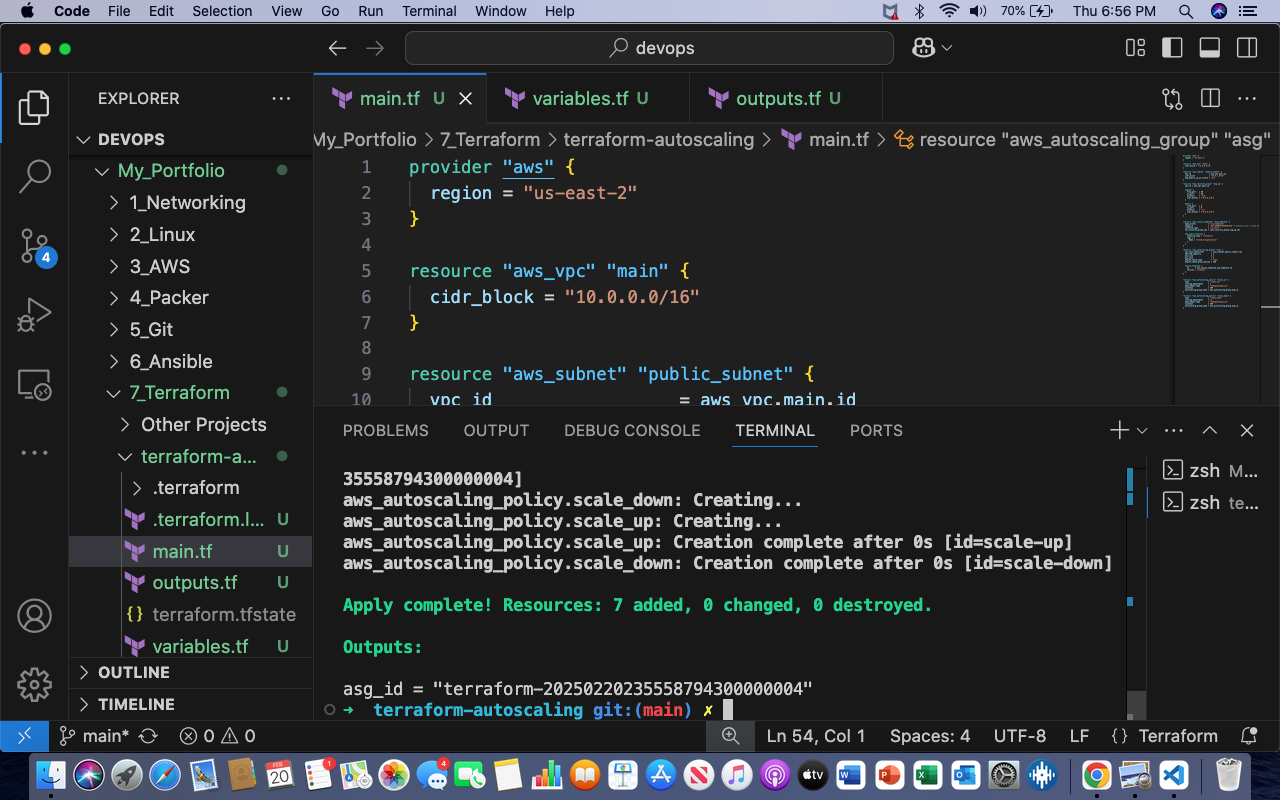 Code File Edit Selection View Go Run Terminal Window Help 70% Thu 6:56 PM
devops
EXPLORER
main.tf U
variables.tf U
outputs.tf U
DEVOPS
My_Portfolio
1_Networking
2_Linux
3_AWS
4_Packer
5_Git
6_Ansible
7_Terraform
Other Projects
terraform-a...
.terraform
.terraform.l... U
main.tf U
outputs.tf U
{} terraform.tfstate
variables.tf U
OUTLINE
TIMELINE
4
My_Portfolio > 7_Terraform > terraform-autoscaling > main.tf > resource "aws_autoscaling_group" "asg"
1 provider "aws" {
2 region = "us-east-2"
3 }
4
5 resource "aws_vpc" "main" {
6 cidr_block = "10.0.0.0/16"
7 }
8
9 resource "aws_subnet" "public_subnet" {
10 vpc_id = aws_vpc.main.id
PROBLEMS OUTPUT DEBUG CONSOLE TERMINAL PORTS
35558794300000004]
aws_autoscaling_policy.scale_down: Creating...
aws_autoscaling_policy.scale_up: Creating...
aws_autoscaling_policy.scale_up: Creation complete after 0s [id=scale-up]
aws_autoscaling_policy.scale_down: Creation complete after 0s [id=scale-down]
Apply complete! Resources: 7 added, 0 changed, 0 destroyed.
Outputs:
asg_id = "terraform-20250220235558794300000004"
➜ terraform-autoscaling git:(main) ✗
zsh M...
zsh te...
main* 0 0 Ln 54, Col 1 Spaces: 4 UTF-8 LF {} Terraform
FEB
20
1
4
tv
W
P
X